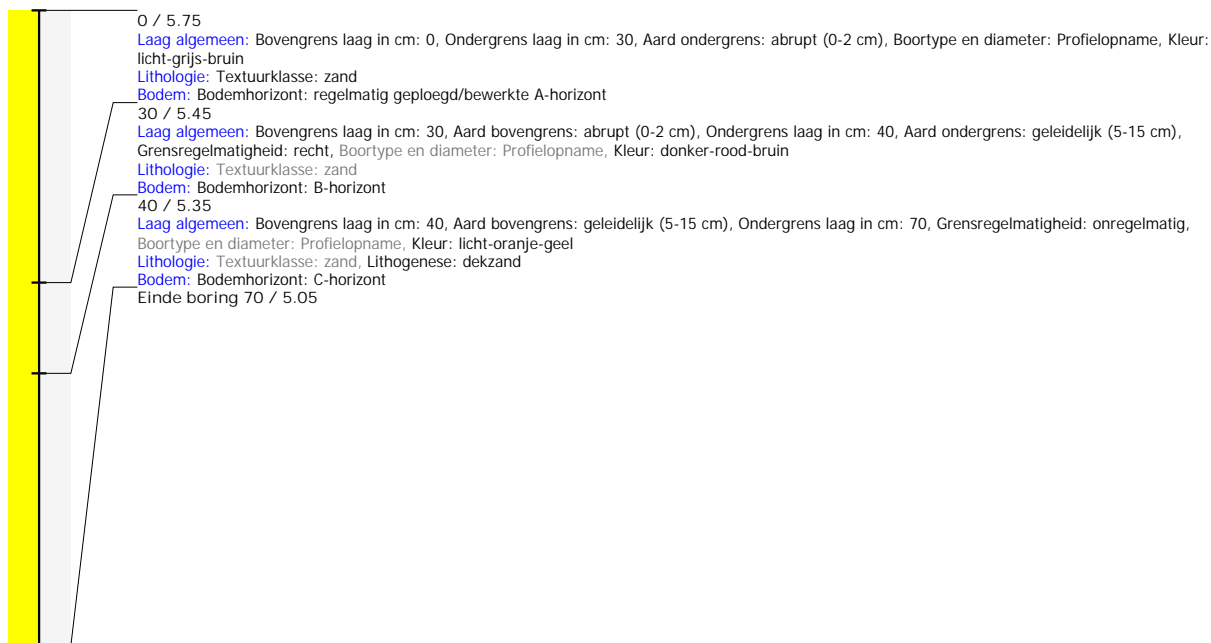 0 / 5.75
Laag algemeen: Bovengrens laag in cm: 0, Ondergrens laag in cm: 30, Aard ondergrens: abrupt (0-2 cm), Boortype en diameter: Profielopname, Kleur:
licht-grijs-bruin
Lithologie: Textuurklasse: zand
Bodem: Bodemhorizont: regelmatig geploegd/bewerkte A-horizont
30 / 5.45
Laag algemeen: Bovengrens laag in cm: 30, Aard bovengrens: abrupt (0-2 cm), Ondergrens laag in cm: 40, Aard ondergrens: geleidelijk (5-15 cm),
Grensregelmatigheid: recht, Boortype en diameter: Profielopname, Kleur: donker-rood-bruin
Lithologie: Textuurklasse: zand
Bodem: Bodemhorizont: B-horizont
40 / 5.35
Laag algemeen: Bovengrens laag in cm: 40, Aard bovengrens: geleidelijk (5-15 cm), Ondergrens laag in cm: 70, Grensregelmatigheid: onregelmatig,
Boortype en diameter: Profielopname, Kleur: licht-oranje-geel
Lithologie: Textuurklasse: zand, Lithogenese: dekzand
Bodem: Bodemhorizont: C-horizont
Einde boring 70 / 5.05